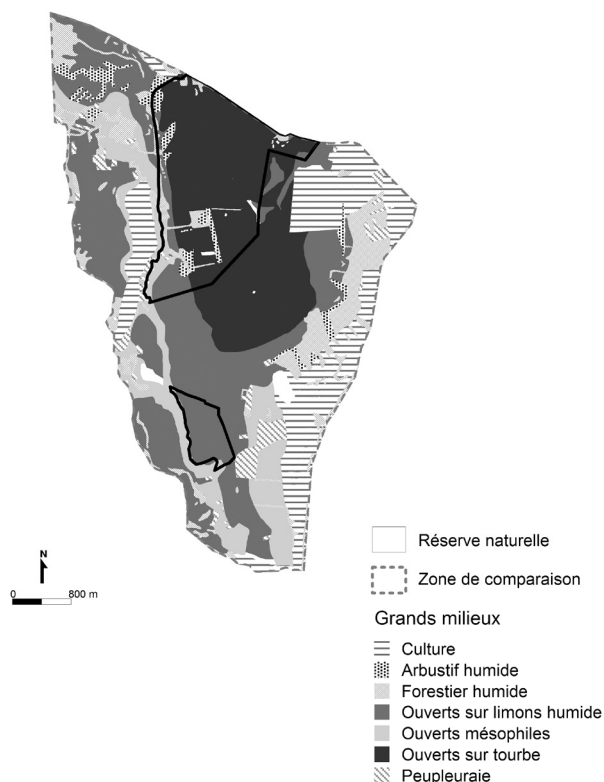 N
0 800 m
Réserve naturelle
Zone de comparaison
Grands milieux
Culture
Arbustif humide
Forestier humide
Ouverts sur limons humide
Ouverts mésophiles
Ouverts sur tourbe
Peupleuraie